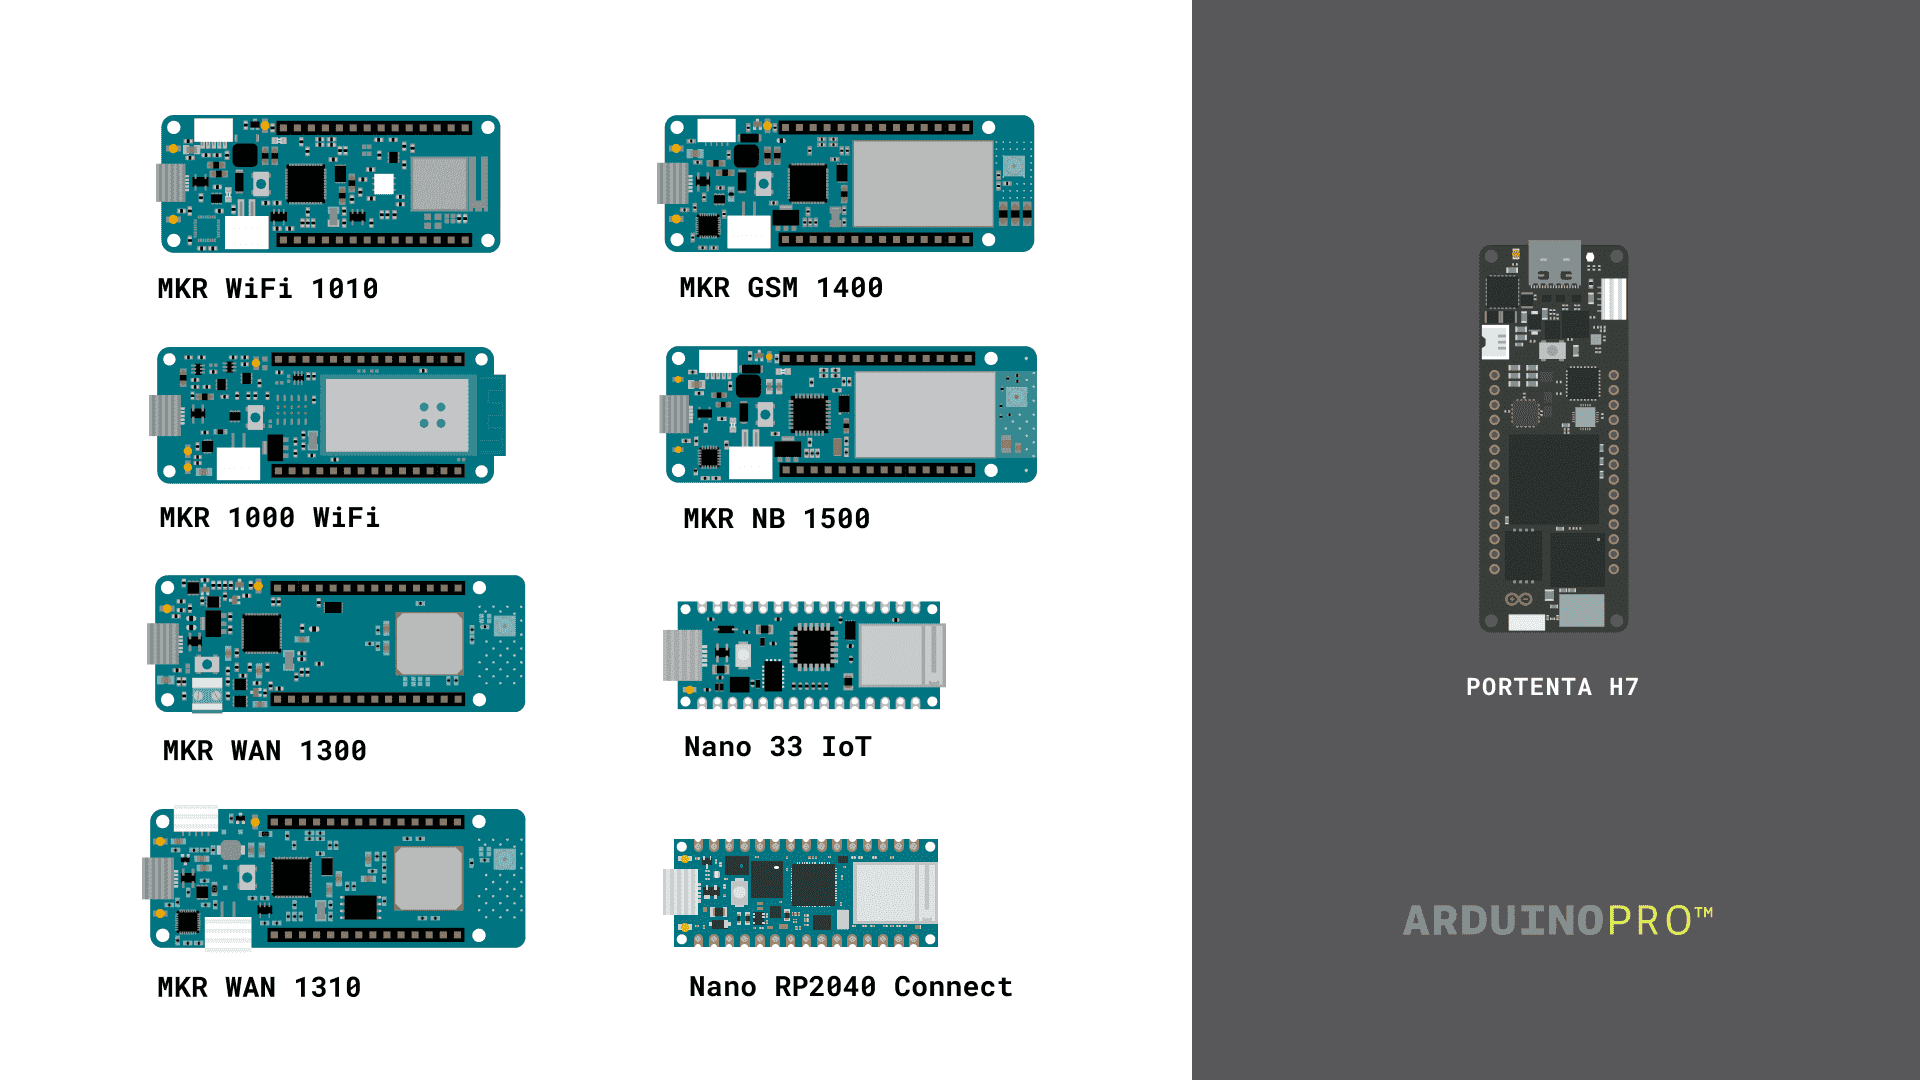 MKR WiFi 1010
MKR GSM 1400
MKR 1000 WiFi
MKR NB 1500
MKR WAN 1300
Nano 33 IoT
MKR WAN 1310
Nano RP2040 Connect
PORTENTA H7
ARDUINOPRO™